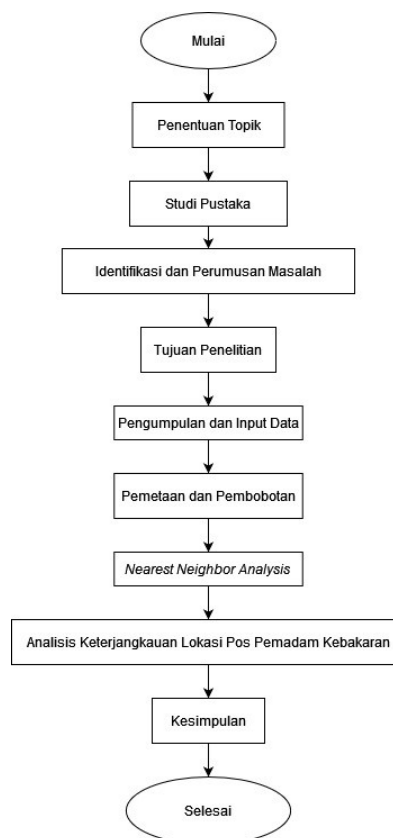 Mulai
Penentuan Topik
Studi Pustaka
Identifikasi dan Perumusan Masalah
Tujuan Penelitian
Pengumpulan dan Input Data
Pemetaan dan Pembobotan
Nearest Neighbor Analysis
Analisis Keterjangkauan Lokasi Pos Pemadam Kebakaran
Kesimpulan
Selesai